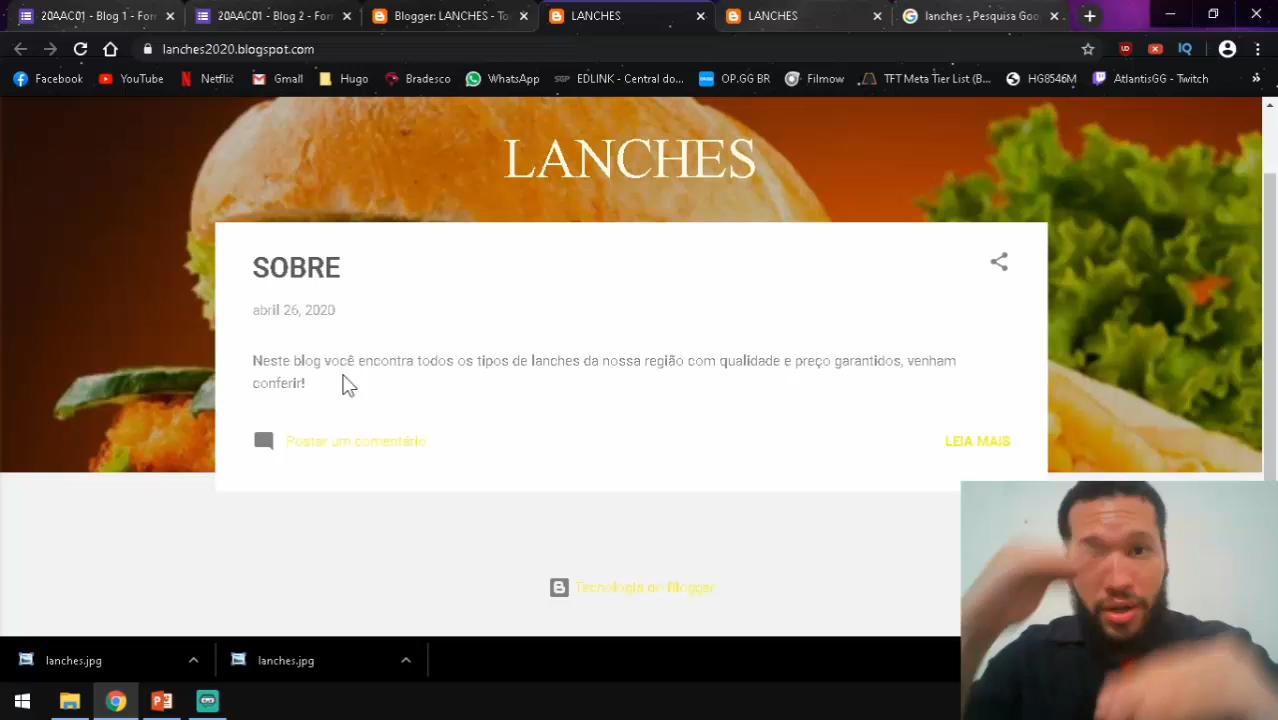 20AAC01 - Blog 1 - For
20AAC01 - Blog 2 - For
Blogger: LANCHES - To
LANCHES
LANCHES
lanches - Pesquisa Goo
lanches2020.blogspot.com
Facebook
YouTube
Netflix
Gmail
Hugo
Bradesco
WhatsApp
EDLINK - Central do...
OP.GG BR
Filmow
TFT Meta Tier List (B...
HG8546M
AtlantisGG - Twitch
LANCHES
SOBRE
abril 26, 2020
Neste blog você encontra todos os tipos de lanches da nossa região com qualidade e preço garantidos, venham
conferir!
Postar um comentário
LEIA MAIS
Tecnologia do Blogger
lanches.jpg
lanches.jpg